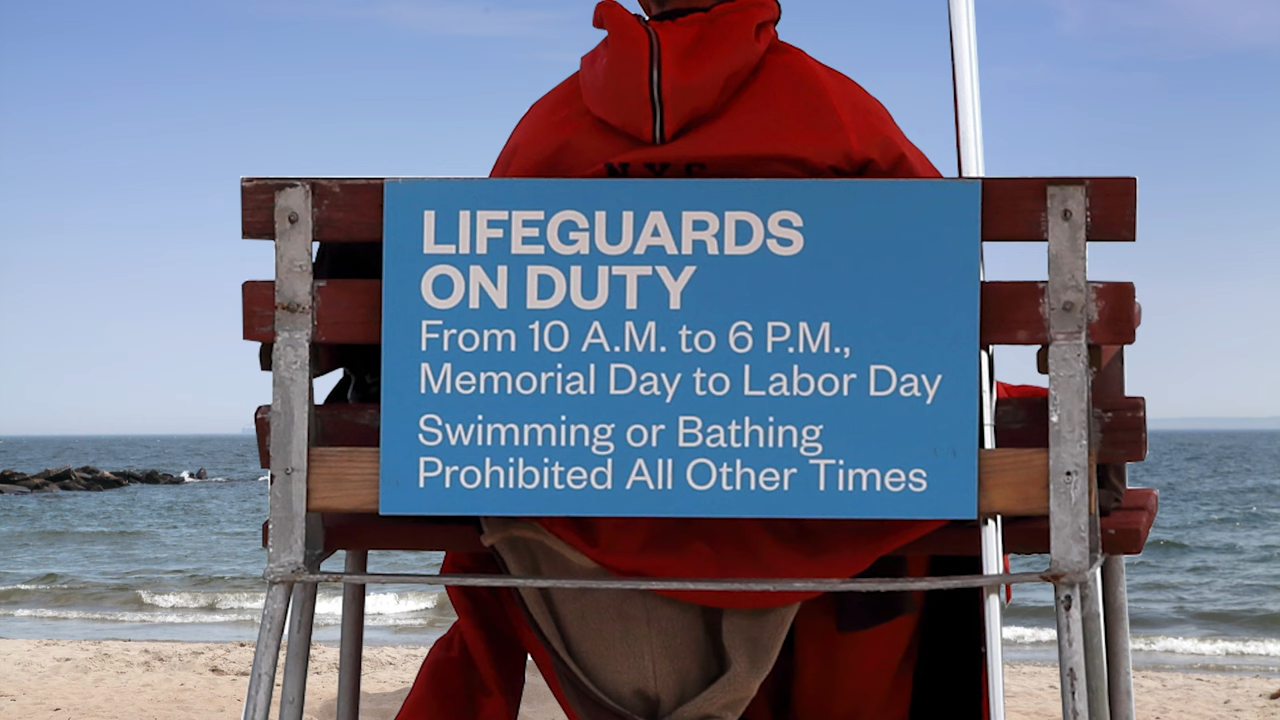 NYC
LIFEGUARDS
ON DUTY
From 10 A.M. to 6 P.M.,
Memorial Day to Labor Day
Swimming or Bathing
Prohibited All Other Times